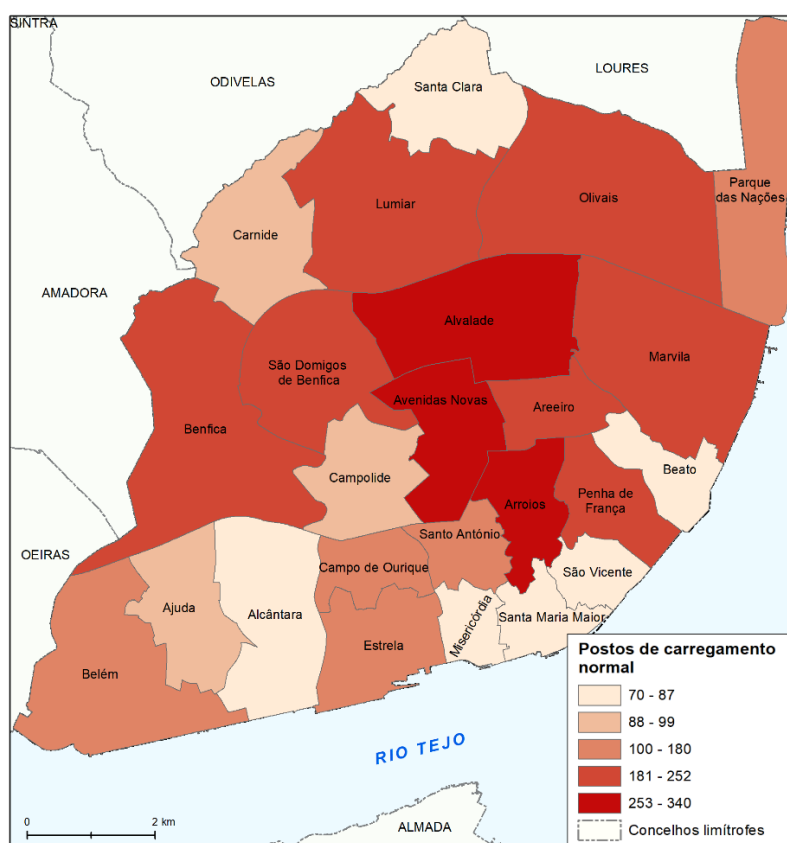 SINTRA
ODIVELAS
LOURES
Santa Clara
Parque
das Nações
Lumiar
Olivais
Carnide
AMADORA
Alvalade
Marvila
São Domigos
de Benfica
Avenidas Novas
Areeiro
Benfica
Beato
Campolide
Penha de
França
Arroios
Santo António
OEIRAS
Campo de Ourique
São Vicente
Ajuda
Alcântara
Misericórdia
Santa Maria Maior
Estrela
Belém
RIO TEJO
ALMADA
0 2 km
Postos de carregamento
normal
70 - 87
88 - 99
100 - 180
181 - 252
253 - 340
Concelhos limítrofes